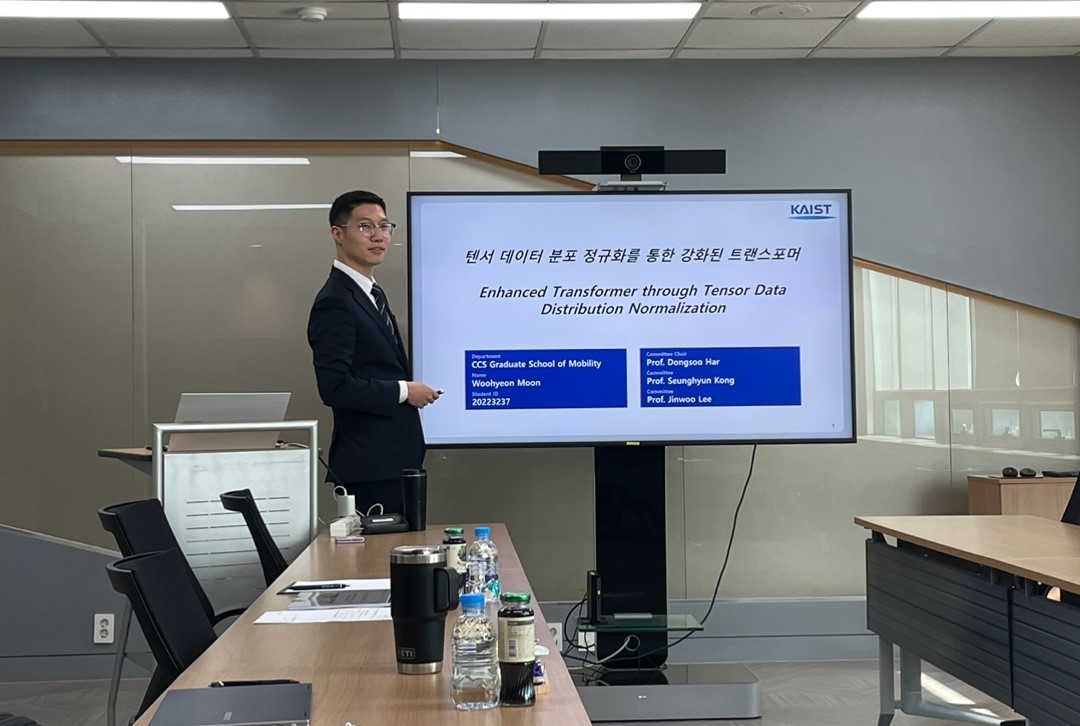 KAIST
텐서 데이터 분포 정규화를 통한 강화된 트랜스포머
Enhanced Transformer through Tensor Data
Distribution Normalization
Department
CCS Graduate School of Mobility
Name
Woohyeon Moon
Student ID
20223237
Committee Chair
Prof. Dongsoo Har
Committee
Prof. Seunghyun Kong
Committee
Prof. Jinwoo Lee
1
YETI